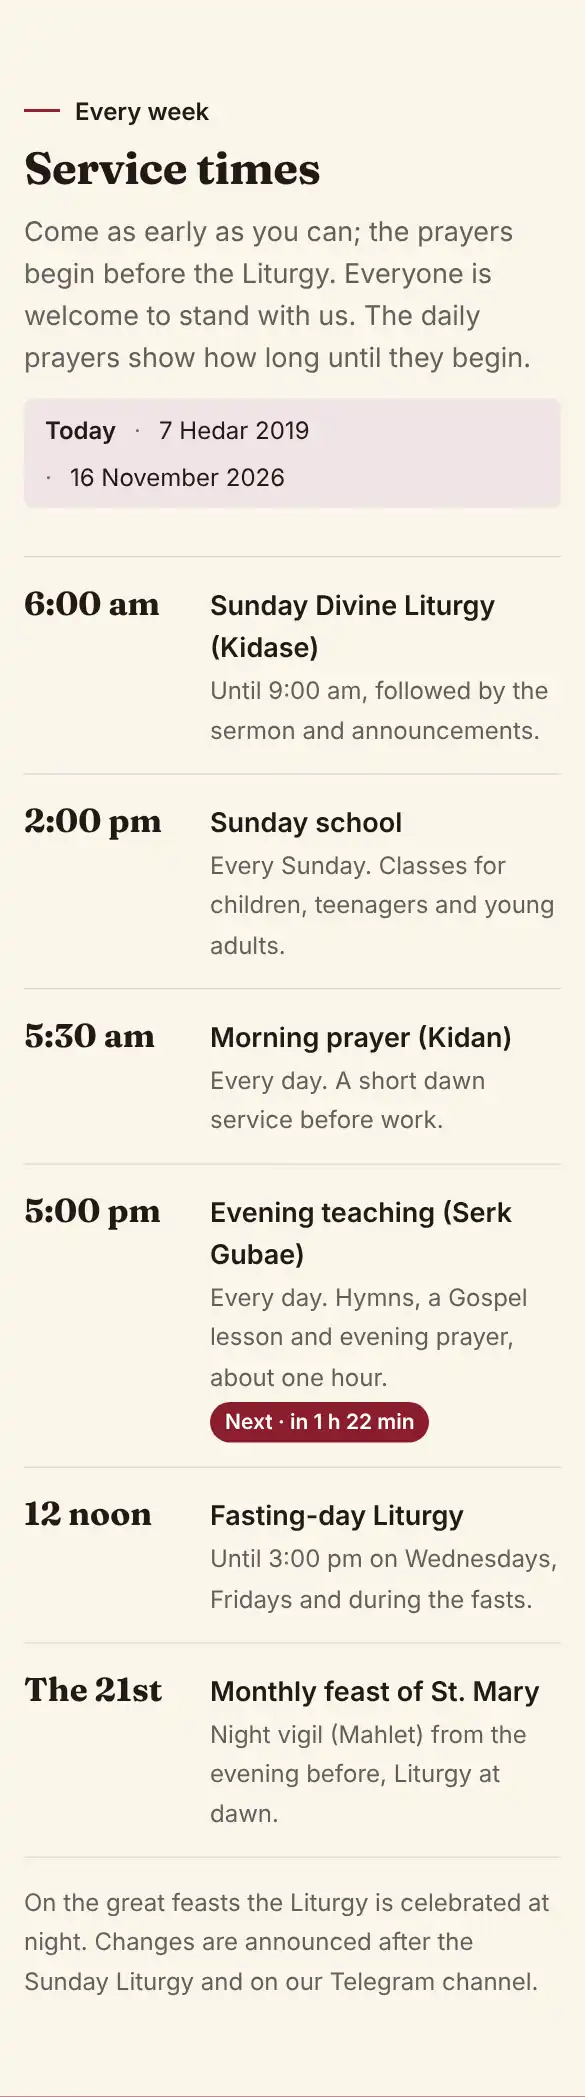 Every week
Service times
Come as early as you can; the prayers
begin before the Liturgy. Everyone is
welcome to stand with us. The daily
prayers show how long until they begin.
Today · 7 Hedar 2019
· 16 November 2026
6:00 am
Sunday Divine Liturgy
(Kidase)
Until 9:00 am, followed by the
sermon and announcements.
2:00 pm
Sunday school
Every Sunday. Classes for
children, teenagers and young
adults.
5:30 am
Morning prayer (Kidan)
Every day. A short dawn
service before work.
5:00 pm
Evening teaching (Serk
Gubae)
Every day. Hymns, a Gospel
lesson and evening prayer,
about one hour.
Next · in 1 h 22 min
12 noon
Fasting-day Liturgy
Until 3:00 pm on Wednesdays,
Fridays and during the fasts.
The 21st
Monthly feast of St. Mary
Night vigil (Mahlet) from the
evening before, Liturgy at
dawn.
On the great feasts the Liturgy is celebrated at
night. Changes are announced after the
Sunday Liturgy and on our Telegram channel.